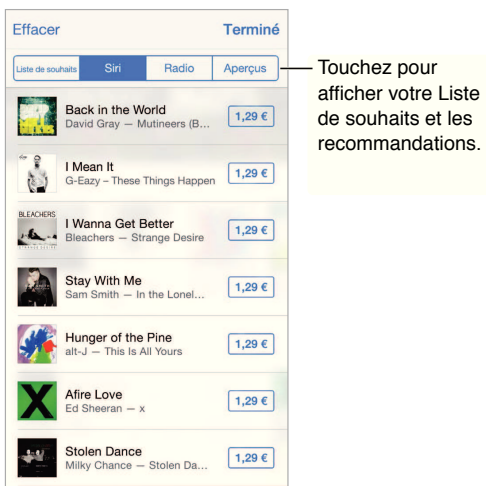 Effacer Terminé
Liste de souhaits Siri Radio Aperçus
Touchez pour
afficher votre Liste
de souhaits et les
recommandations.
Back in the World
David Gray — Mutineers (B...
1,29 €
I Mean It
G-Eazy – These Things Happen
1,29 €
BLEACHERS
I Wanna Get Better
Bleachers — Strange Desire
1,29 €
Stay With Me
Sam Smith — In the Lonel...
1,29 €
Hunger of the Pine
alt-J — This Is All Yours
1,29 €
X
Afire Love
Ed Sheeran — x
1,29 €
Stolen Dance
Milky Chance — Stolen Da...
1,29 €